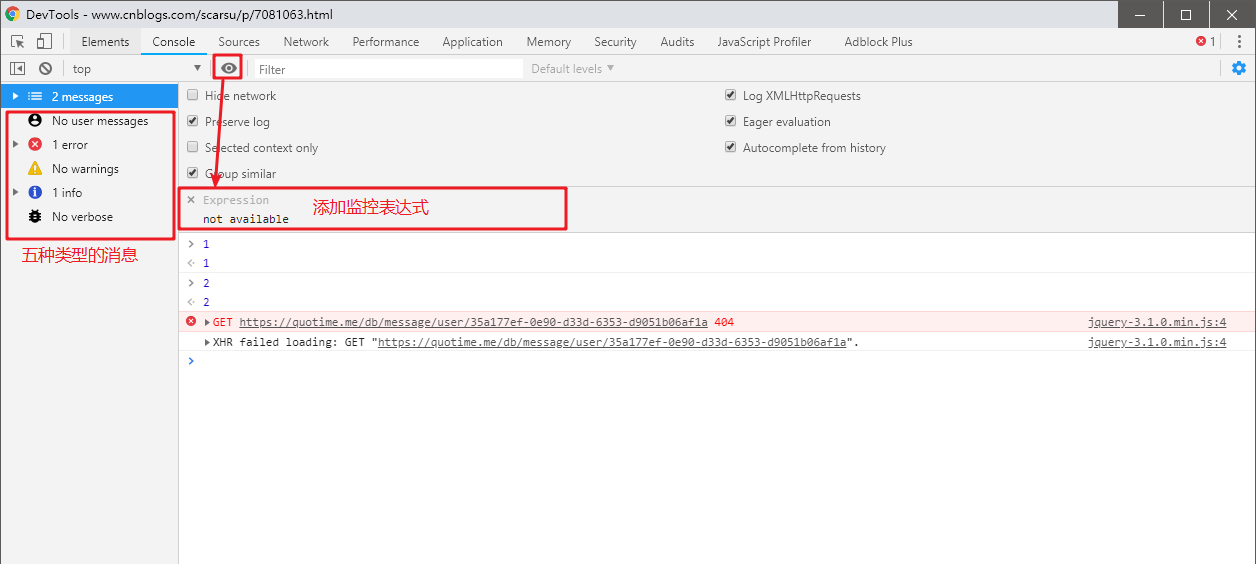 DevTools - www.cnblogs.com/scarsu/p/7081063.html
Elements Console Sources Network Performance Application Memory Security Audits JavaScript Profiler Adblock Plus 1
top Filter Default levels
2 messages
No user messages
1 error
No warnings
1 info
No verbose
五种类型的消息
Hide network Log XMLHttpRequests
Preserve log Eager evaluation
Selected context only Autocomplete from history
Group similar
Expression
not available
添加监控表达式
1
1
2
2
GET https://quotime.me/db/message/user/35a177ef-0e90-d33d-6353-d9051b06af1a 404 jquery-3.1.0.min.js:4
XHR failed loading: GET "https://quotime.me/db/message/user/35a177ef-0e90-d33d-6353-d9051b06af1a". jquery-3.1.0.min.js:4